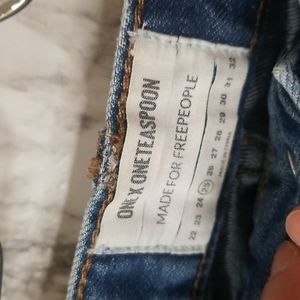 ONE X ONETEASPOON
MADE FOR FREEPEOPLE
22 23 24 25 26 27 28 29 30 31 32